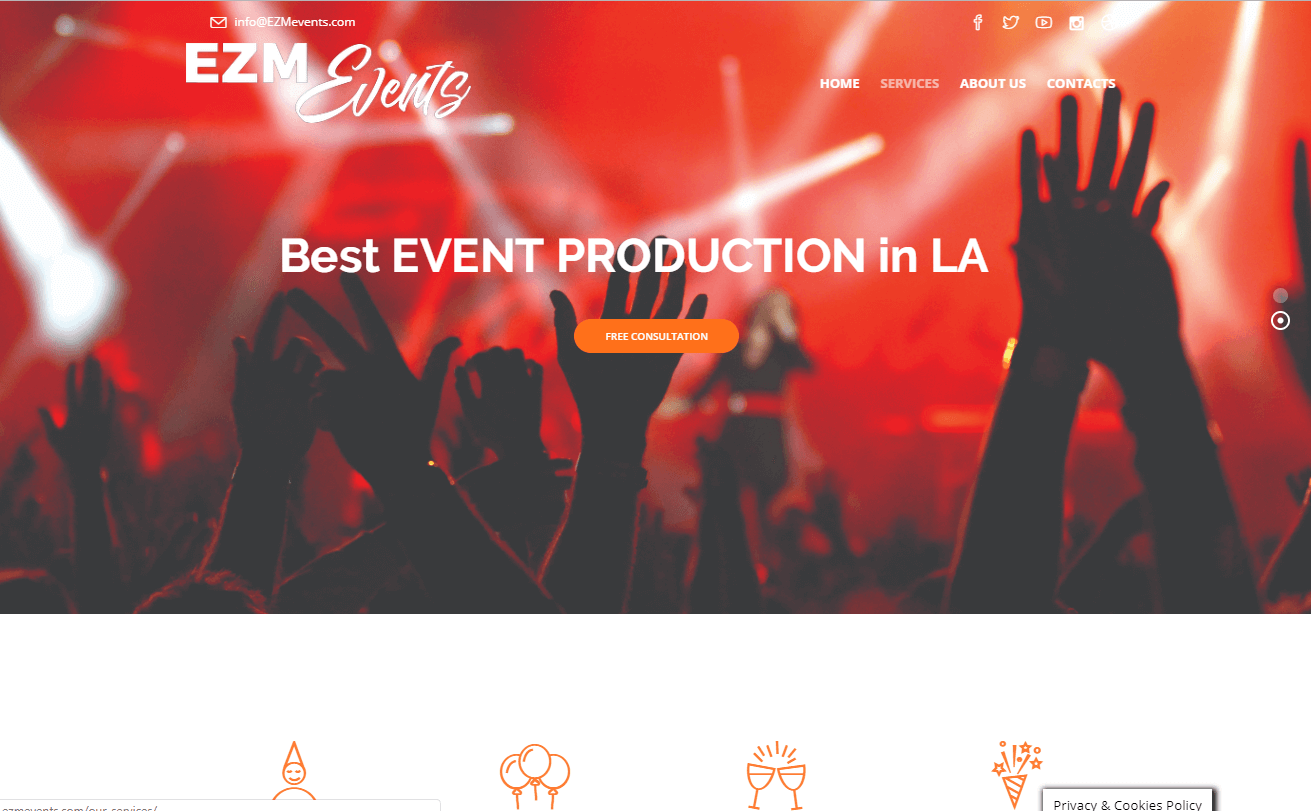 info@EZMevents.com
EZM Events
HOME SERVICES ABOUT US CONTACTS
Best EVENT PRODUCTION in LA
FREE CONSULTATION
ezmevents.com/our-services/
Privacy & Cookies Policy